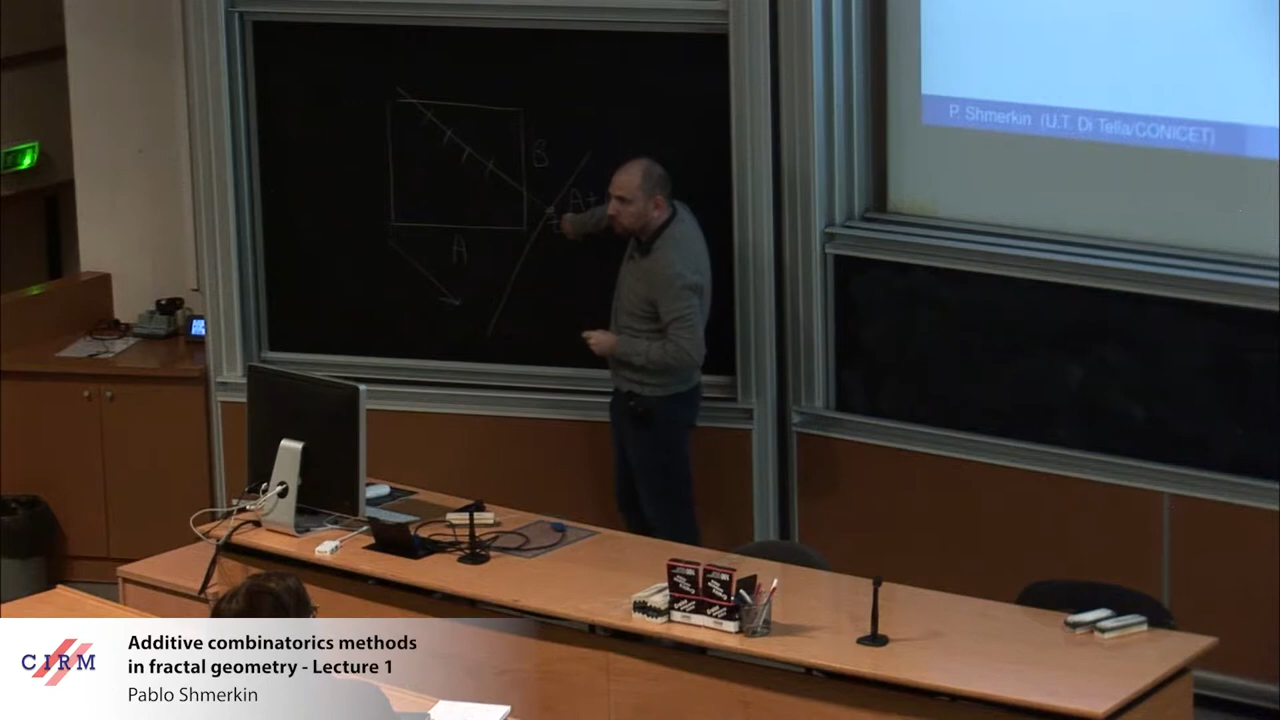 P. Shmerkin (U.T. Di Tella/CONICET)
B
A+
A
CIRM
Additive combinatorics methods
in fractal geometry - Lecture 1
Pablo Shmerkin